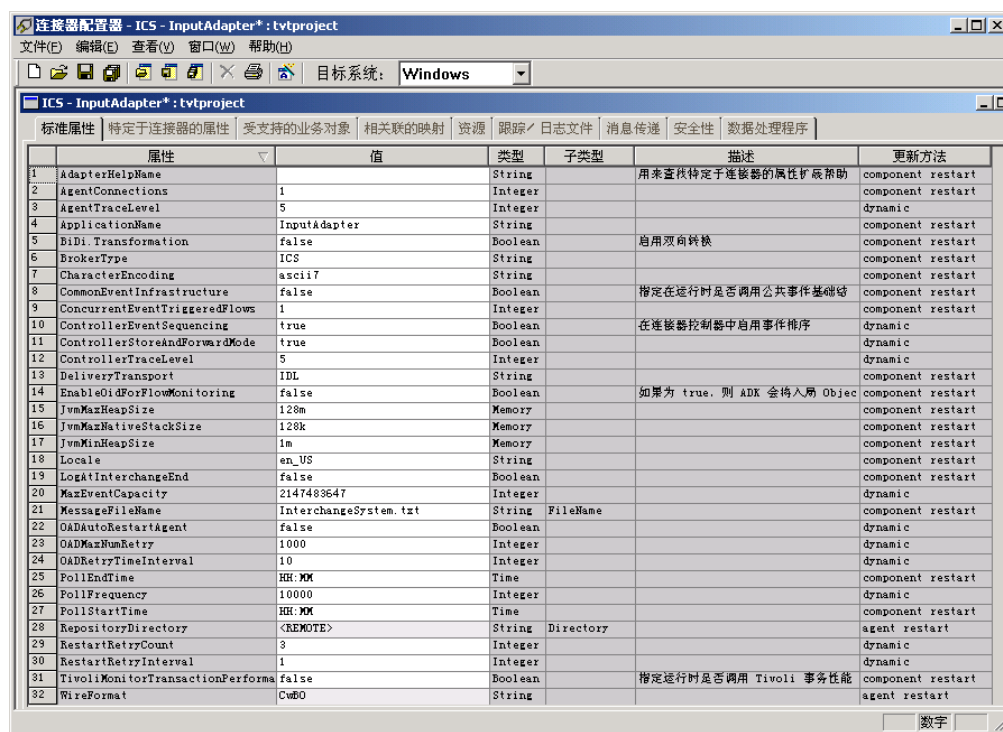 连接器配置器 - ICS - InputAdapter* : tvtproject
文件(F) 编辑(E) 查看(V) 窗口(W) 帮助(H)
目标系统: Windows
ICS - InputAdapter* : tvtproject
标准属性 特定于连接器的属性 受支持的业务对象 相关联的映射 资源 跟踪/日志文件 消息传递 安全性 数据处理程序
属性 值 类型 子类型 描述 更新方法
1 AdapterHelpName String 用来查找特定于连接器的属性扩展帮助 component restart
2 AgentConnections 1 Integer component restart
3 AgentTraceLevel 5 Integer dynamic
4 ApplicationName InputAdapter String component restart
5 BiDi.Transformation false Boolean 启用双向转换 component restart
6 BrokerType ICS String component restart
7 CharacterEncoding ascii7 String component restart
8 CommonEventInfrastructure false Boolean 指定在运行时是否调用公共事件基础结 component restart
9 ConcurrentEventTriggeredFlows 1 Integer component restart
10 ControllerEventSequencing true Boolean 在连接器控制器中启用事件排序 dynamic
11 ControllerStoreAndForwardMode true Boolean dynamic
12 ControllerTraceLevel 5 Integer dynamic
13 DeliveryTransport IDL String component restart
14 EnableOidForFlowMonitoring false Boolean 如果为 true，则 ADK 会将入局 Objec component restart
15 JvmMaxHeapSize 128m Memory component restart
16 JvmMaxNativeStackSize 128k Memory component restart
17 JvmMinHeapSize 1m Memory component restart
18 Locale en_US String component restart
19 LogAtInterchangeEnd false Boolean component restart
20 MaxEventCapacity 2147483647 Integer dynamic
21 MessageFileName InterchangeSystem.txt String FileName component restart
22 OADAutoRestartAgent false Boolean dynamic
23 OADMaxNumRetry 1000 Integer dynamic
24 OADRetryTimeInterval 10 Integer dynamic
25 PollEndTime HH:MM Time component restart
26 PollFrequency 10000 Integer dynamic
27 PollStartTime HH:MM Time component restart
28 RepositoryDirectory <REMOTE> String Directory agent restart
29 RestartRetryCount 3 Integer dynamic
30 RestartRetryInterval 1 Integer dynamic
31 TivoliMonitorTransactionPerforma false Boolean 指定运行时是否调用 Tivoli 事务性能 component restart
32 WireFormat CwBO String agent restart
数字